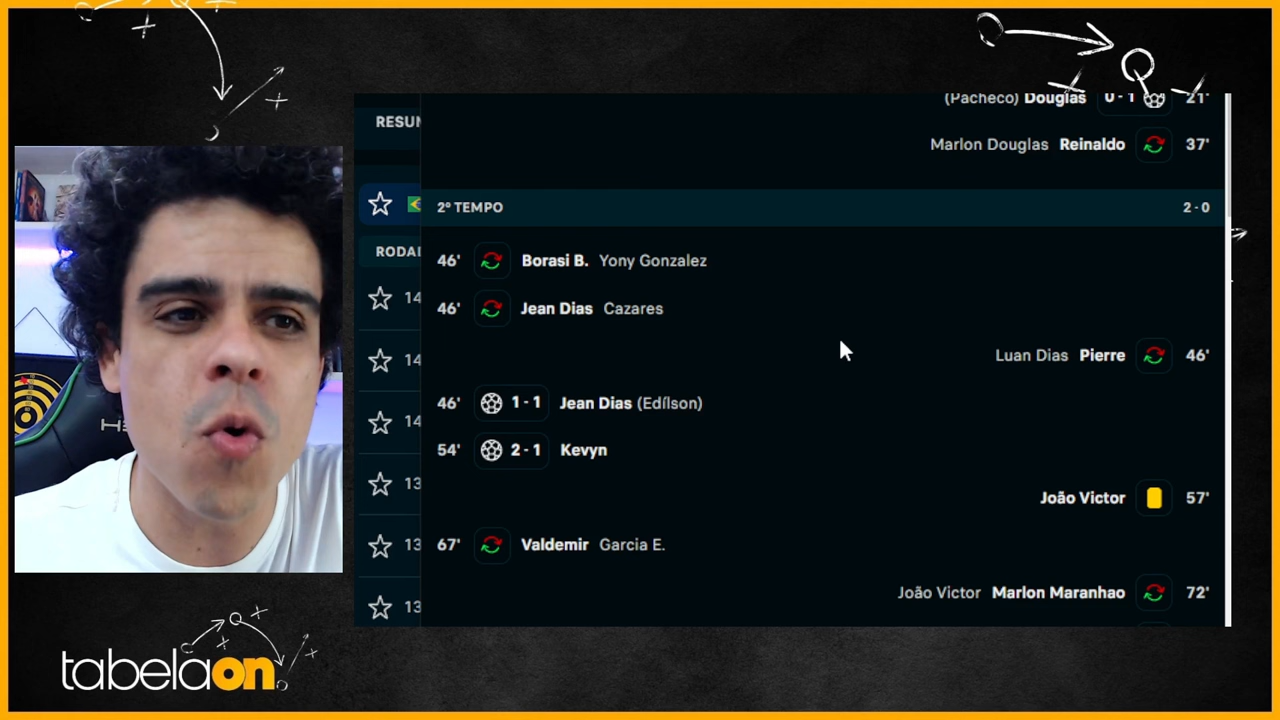 (Pacheco) Douglas 0 - 1 21'
RESUM
Marlon Douglas Reinaldo 37'
2º TEMPO 2 - 0
RODA
46' Borasi B. Yony Gonzalez
14
46' Jean Dias Cazares
Luan Dias Pierre 46'
14
46' 1 - 1 Jean Dias (Edílson)
14
54' 2 - 1 Kevyn
13
João Victor 57'
67' Valdemir Garcia E.
13
João Victor Marlon Maranhao 72'
13
tabelaon